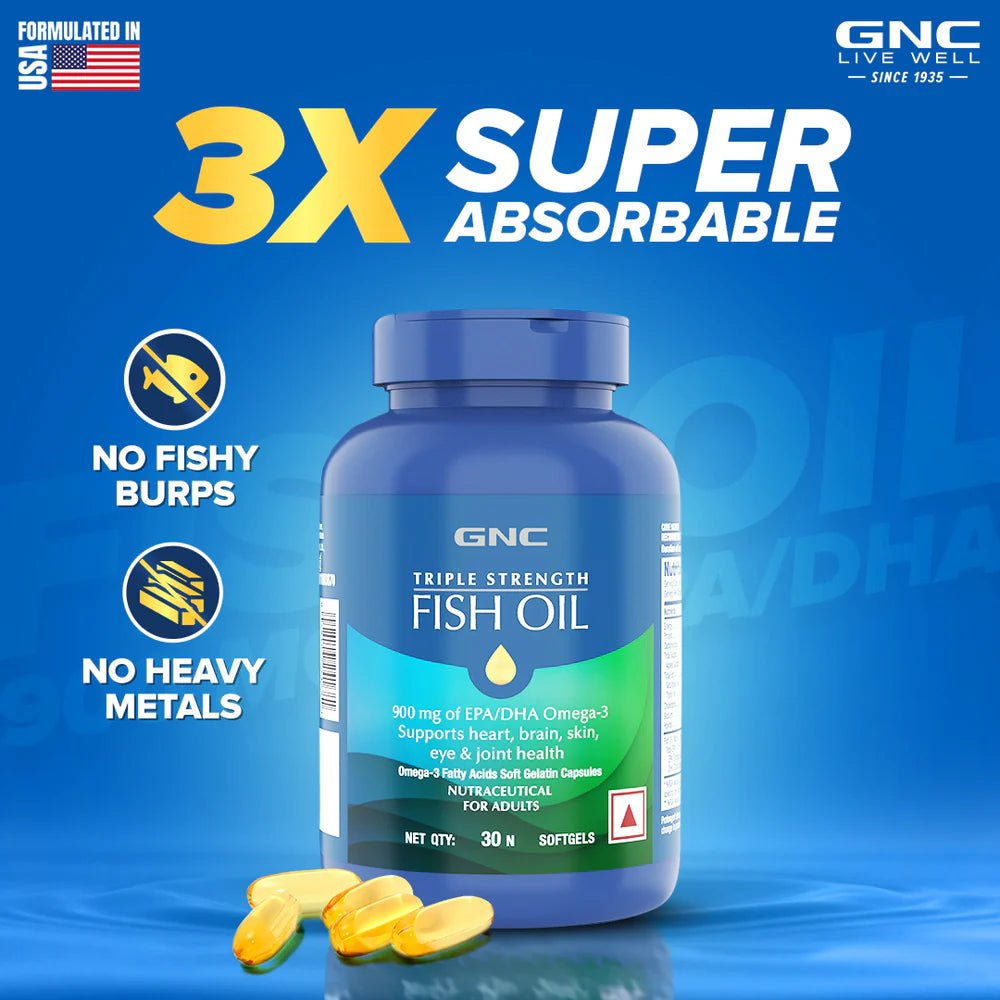 FORMULATED IN
USA
GNC
LIVE WELL
SINCE 1935
3X SUPER
ABSORBABLE
NO FISHY
BURPS
NO HEAVY
METALS
GNC
TRIPLE STRENGTH
FISH OIL
900 mg of EPA/DHA Omega-3
Supports heart, brain, skin,
eye & joint health
Omega-3 Fatty Acids Soft Gelatin Capsules
NUTRACEUTICAL
FOR ADULTS
NET QTY: 30 N SOFTGELS